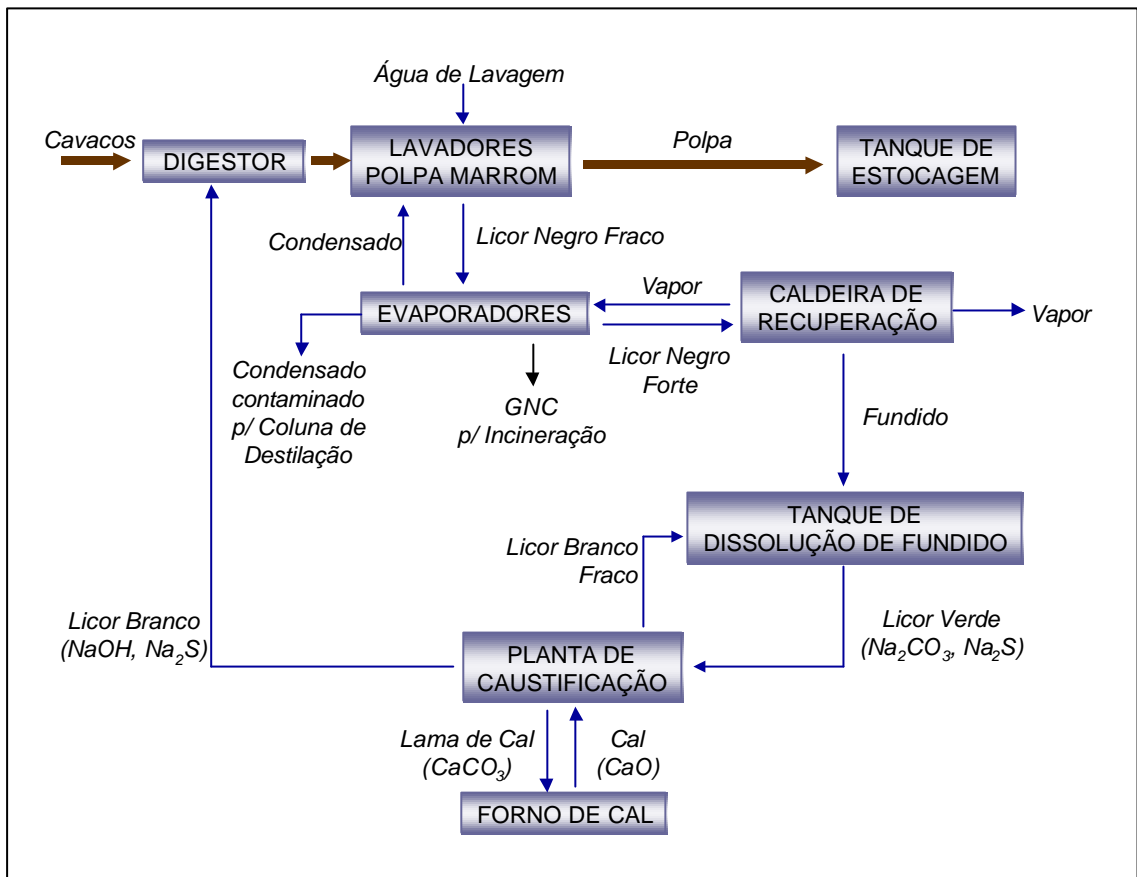 Água de Lavagem
Cavacos
DIGESTOR
LAVADORES
POLPA MARROM
Polpa
TANQUE DE
ESTOCAGEM
Condensado
Licor Negro Fraco
EVAPORADORES
Vapor
CALDEIRA DE
RECUPERAÇÃO
Vapor
Licor Negro
Forte
Condensado
contaminado
p/ Coluna de
Destilação
GNC
p/ Incineração
Fundido
TANQUE DE
DISSOLUÇÃO DE FUNDIDO
Licor Branco
Fraco
Licor Branco
(NaOH, Na₂S)
Licor Verde
(Na₂CO₃, Na₂S)
PLANTA DE
CAUSTIFICAÇÃO
Lama de Cal
(CaCO₃)
Cal
(CaO)
FORNO DE CAL